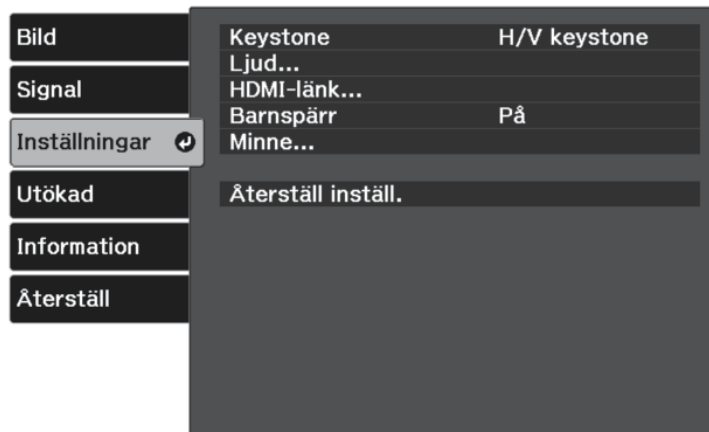 Bild
Signal
Inställningar
Utökad
Information
Återställ
Keystone H/V keystone
Ljud...
HDMI-länk...
Barnspärr På
Minne...
Återställ inställ.